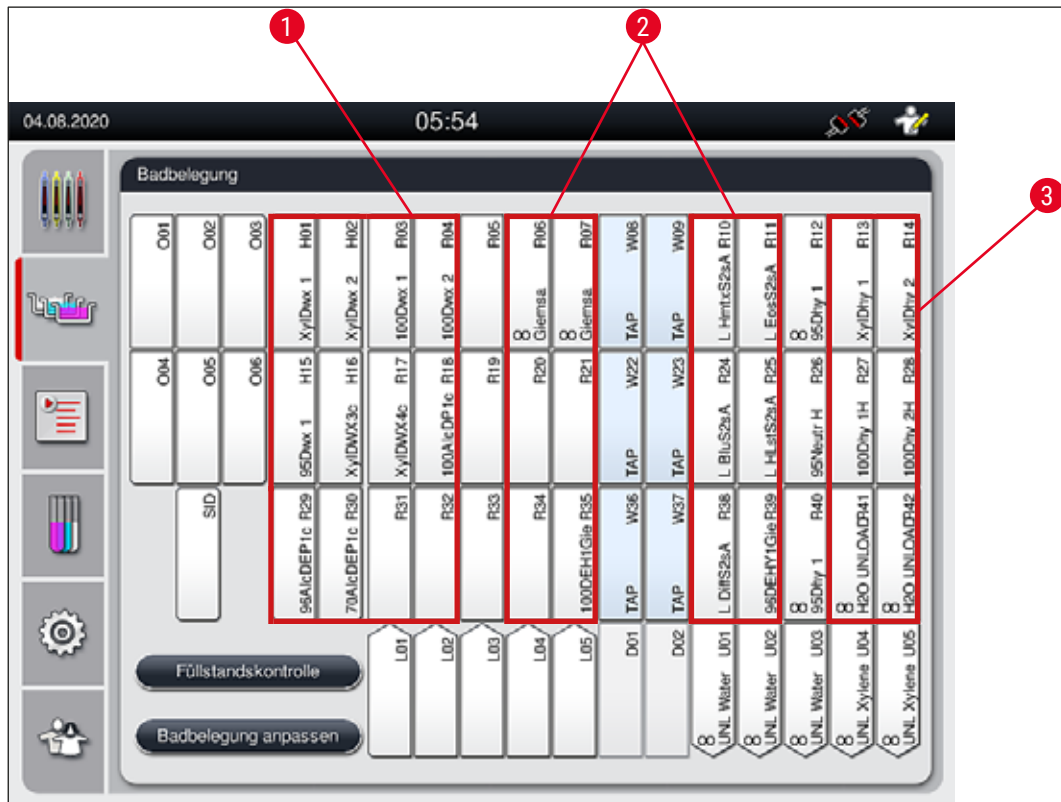 1
2
3
04.08.2020
05:54
Badbelegung
O01
O02
O03
XylDwx 1 H01
XylDwx 2 H02
100Dwx 1 R03
100Dwx 2 R04
R05
∞ Giemsa R06
∞ Giemsa R07
TAP W08
TAP W09
L HmtxS2sA R10
L EosS2sA R11
∞ 95Dhy 1 R12
XylDhy 1 R13
XylDhy 2 R14
O04
O05
O06
95Dwx 1 H15
XylDWX3c H16
XylDWX4c R17
100AlcDP1c R18
R19
R20
R21
TAP W22
TAP W23
L BluS2sA R24
L HLstS2sA R25
95Neutr H R26
100Dhy 1H R27
100Dhy 2H R28
SID
96AlcDEP1c R29
70AlcDEP1c R30
R31
R32
R33
R34
100DEH1Gie R35
TAP W36
TAP W37
L DiffS2sA R38
96DEHY1Gie R39
∞ 95Dhy 1 R40
∞ H2O UNLOAD R41
∞ H2O UNLOAD R42
L01
L02
L03
L04
L05
D01
D02
∞ UNL Water U01
∞ UNL Water U02
∞ UNL Water U03
∞ UNL Xylene U04
∞ UNL Xylene U05
Füllstandskontrolle
Badbelegung anpassen